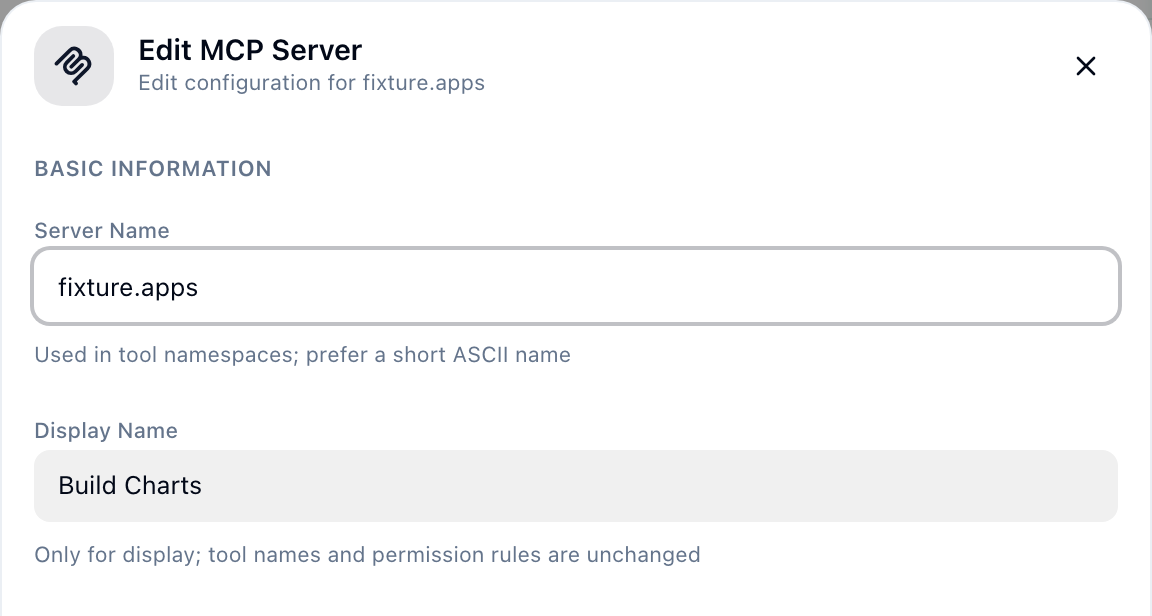 Edit MCP Server
Edit configuration for fixture.apps
BASIC INFORMATION
Server Name
fixture.apps
Used in tool namespaces; prefer a short ASCII name
Display Name
Build Charts
Only for display; tool names and permission rules are unchanged